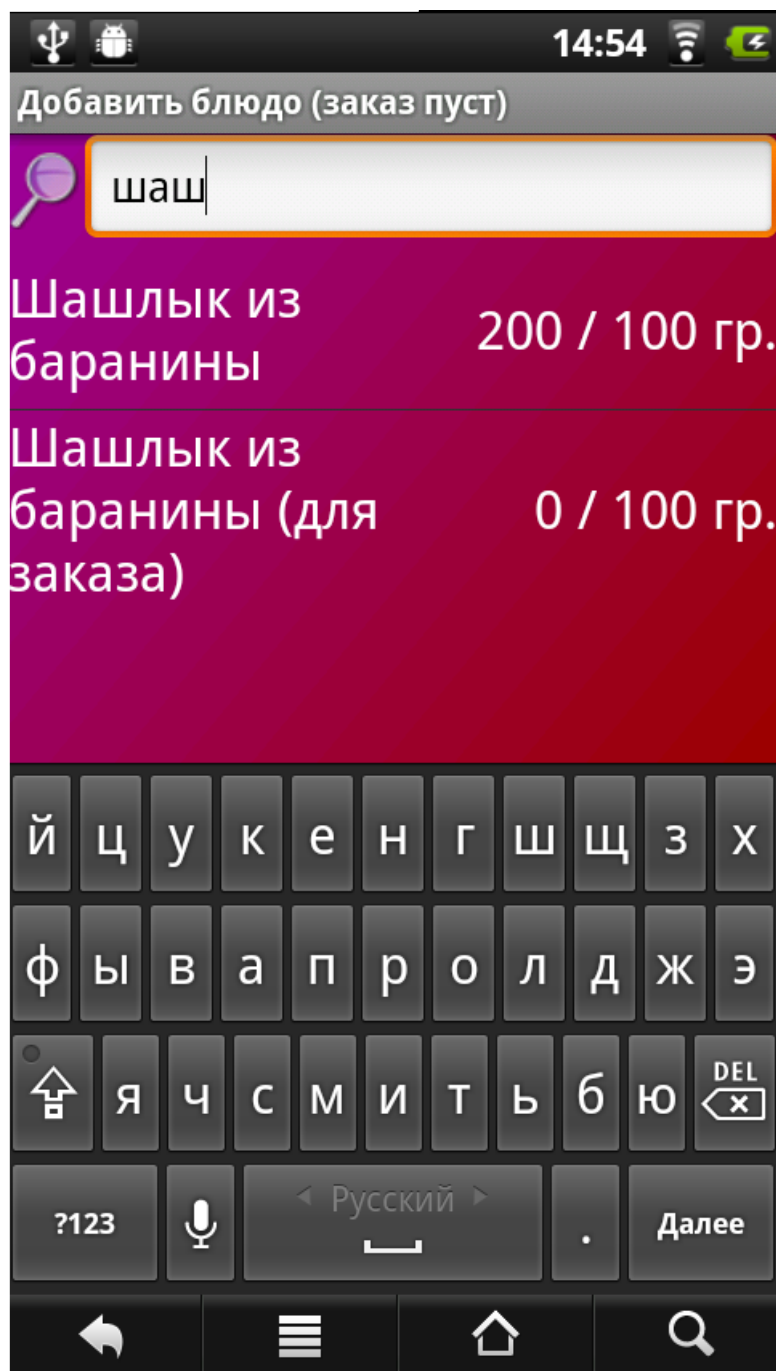 14:54
Добавить блюдо (заказ пуст)
шаш
Шашлык из
баранины
200 / 100 гр.
Шашлык из
баранины (для
заказа)
0 / 100 гр.
й ц у к е н г ш щ з х
ф ы в а п р о л д ж э
я ч с м и т ь б ю DEL
?123 Русский . Далее